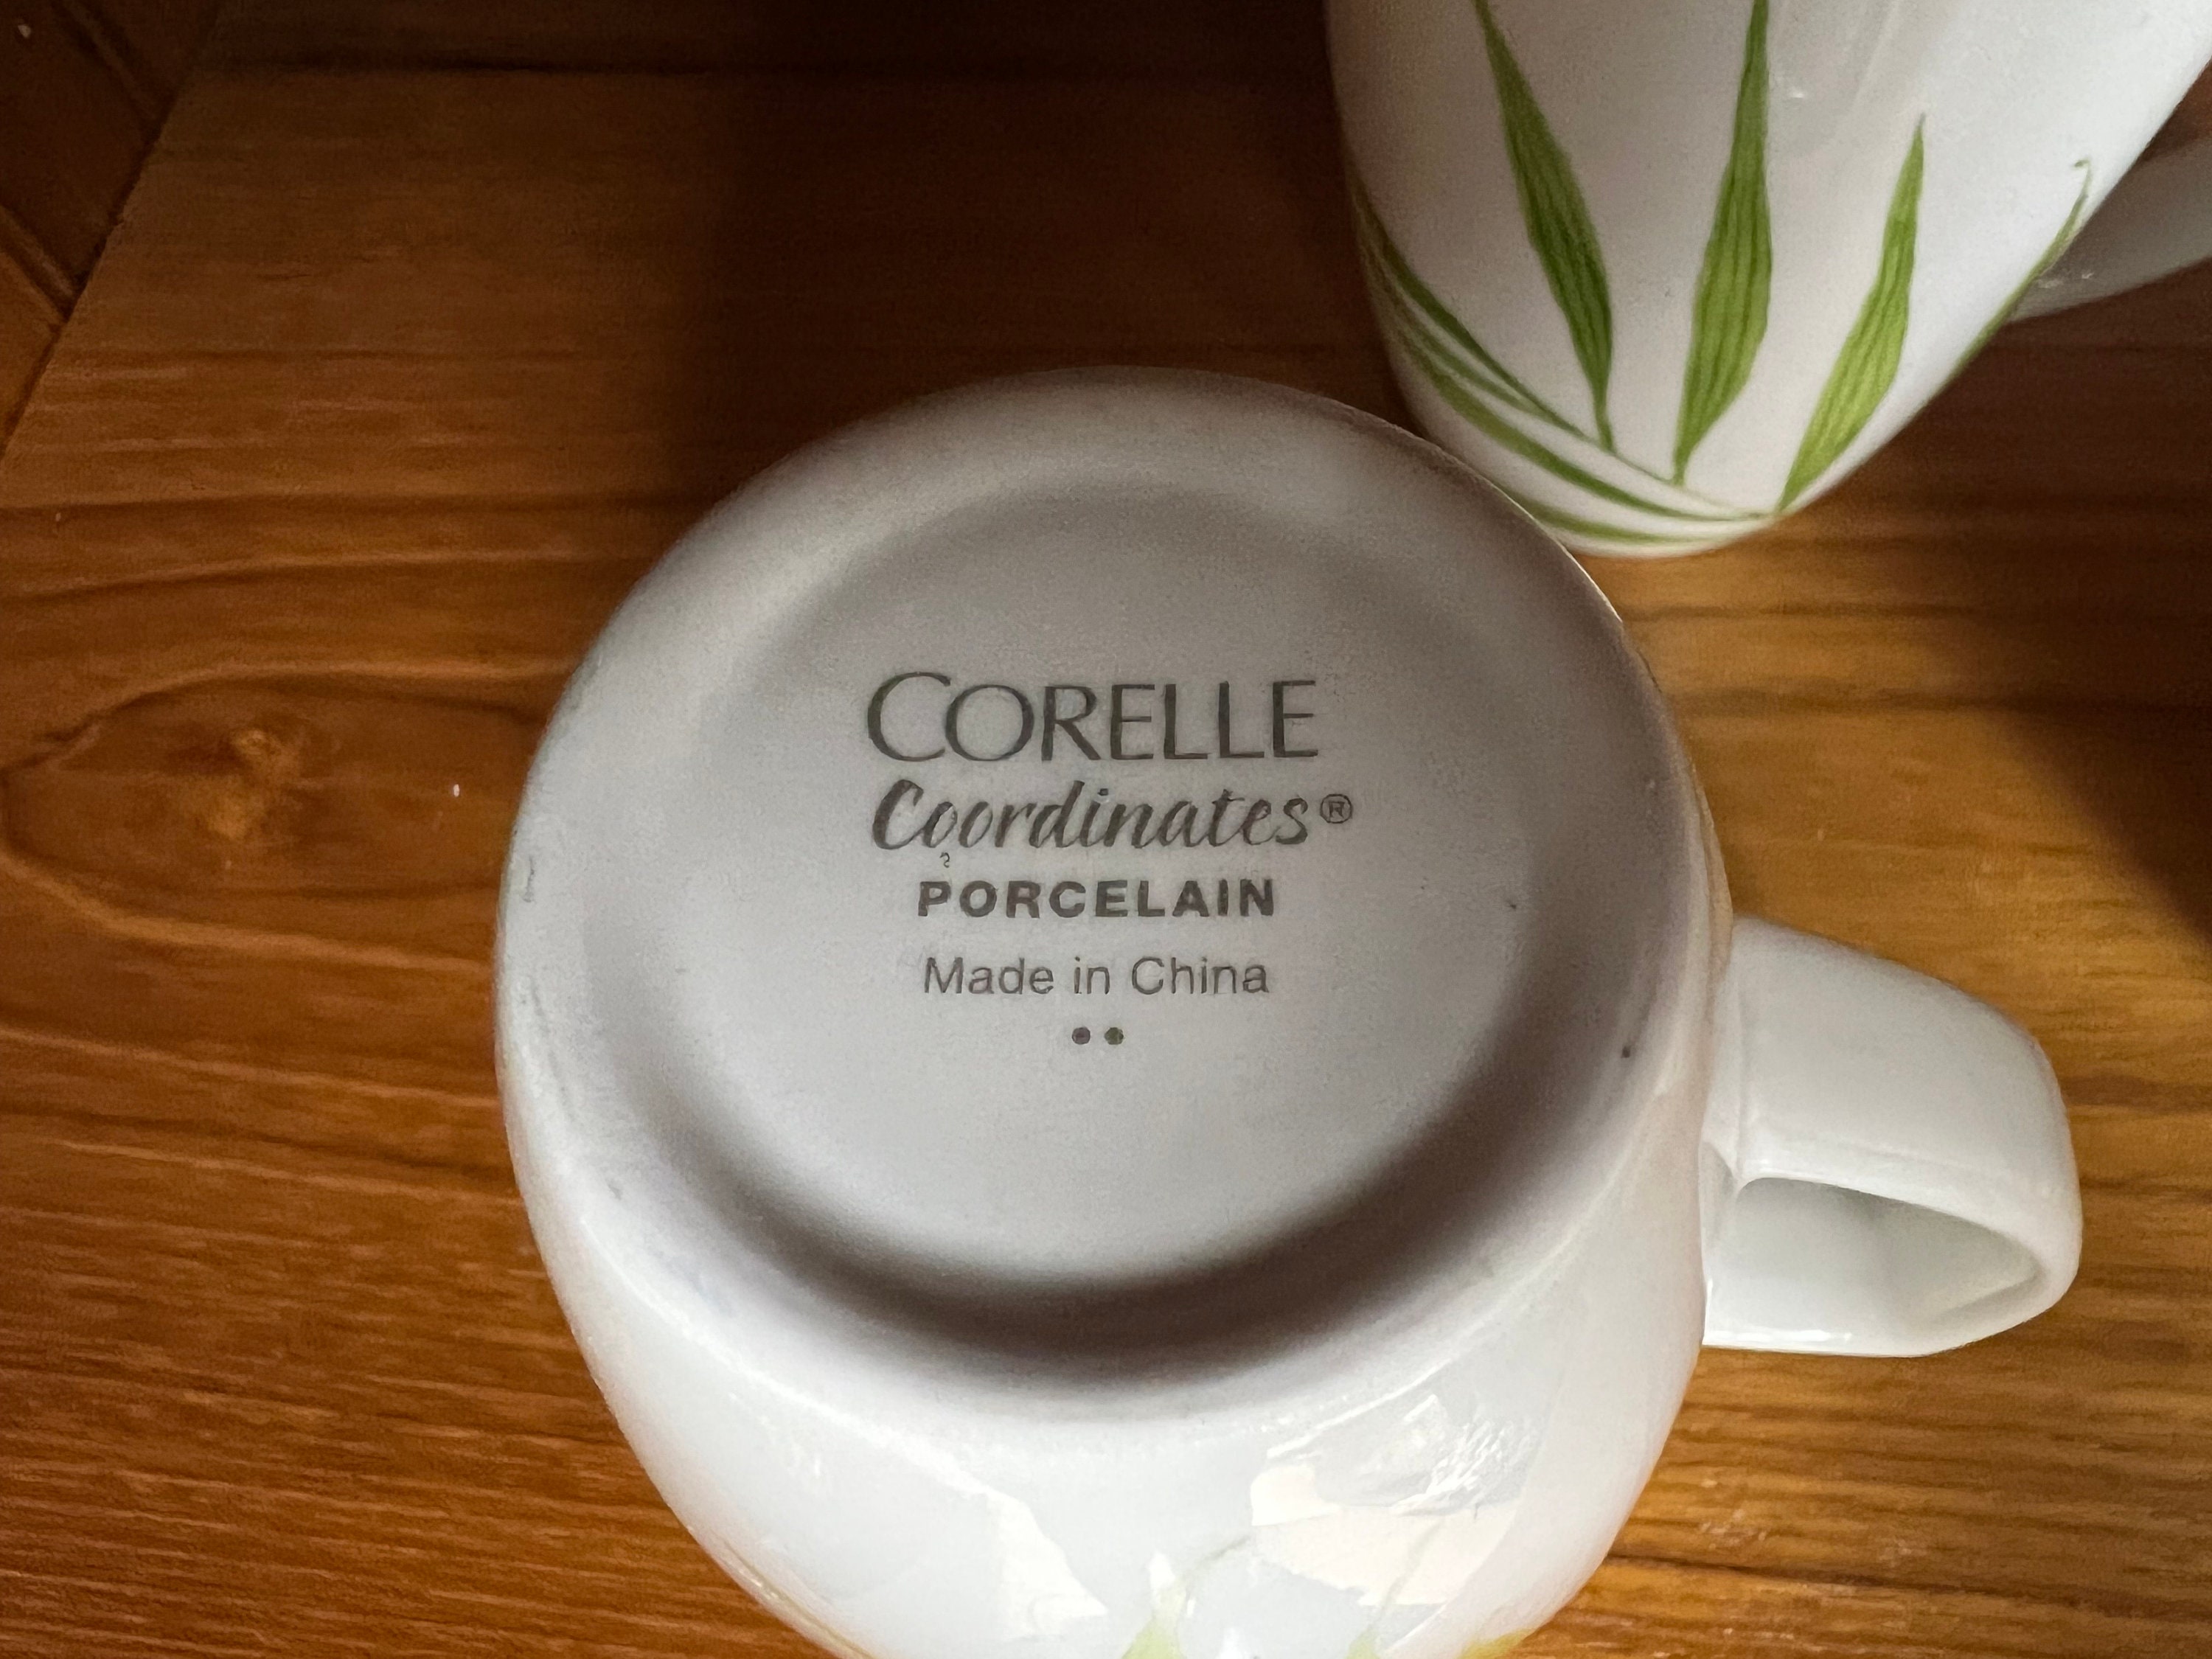 CORELLE
Coordinates®
PORCELAIN
Made in China
••